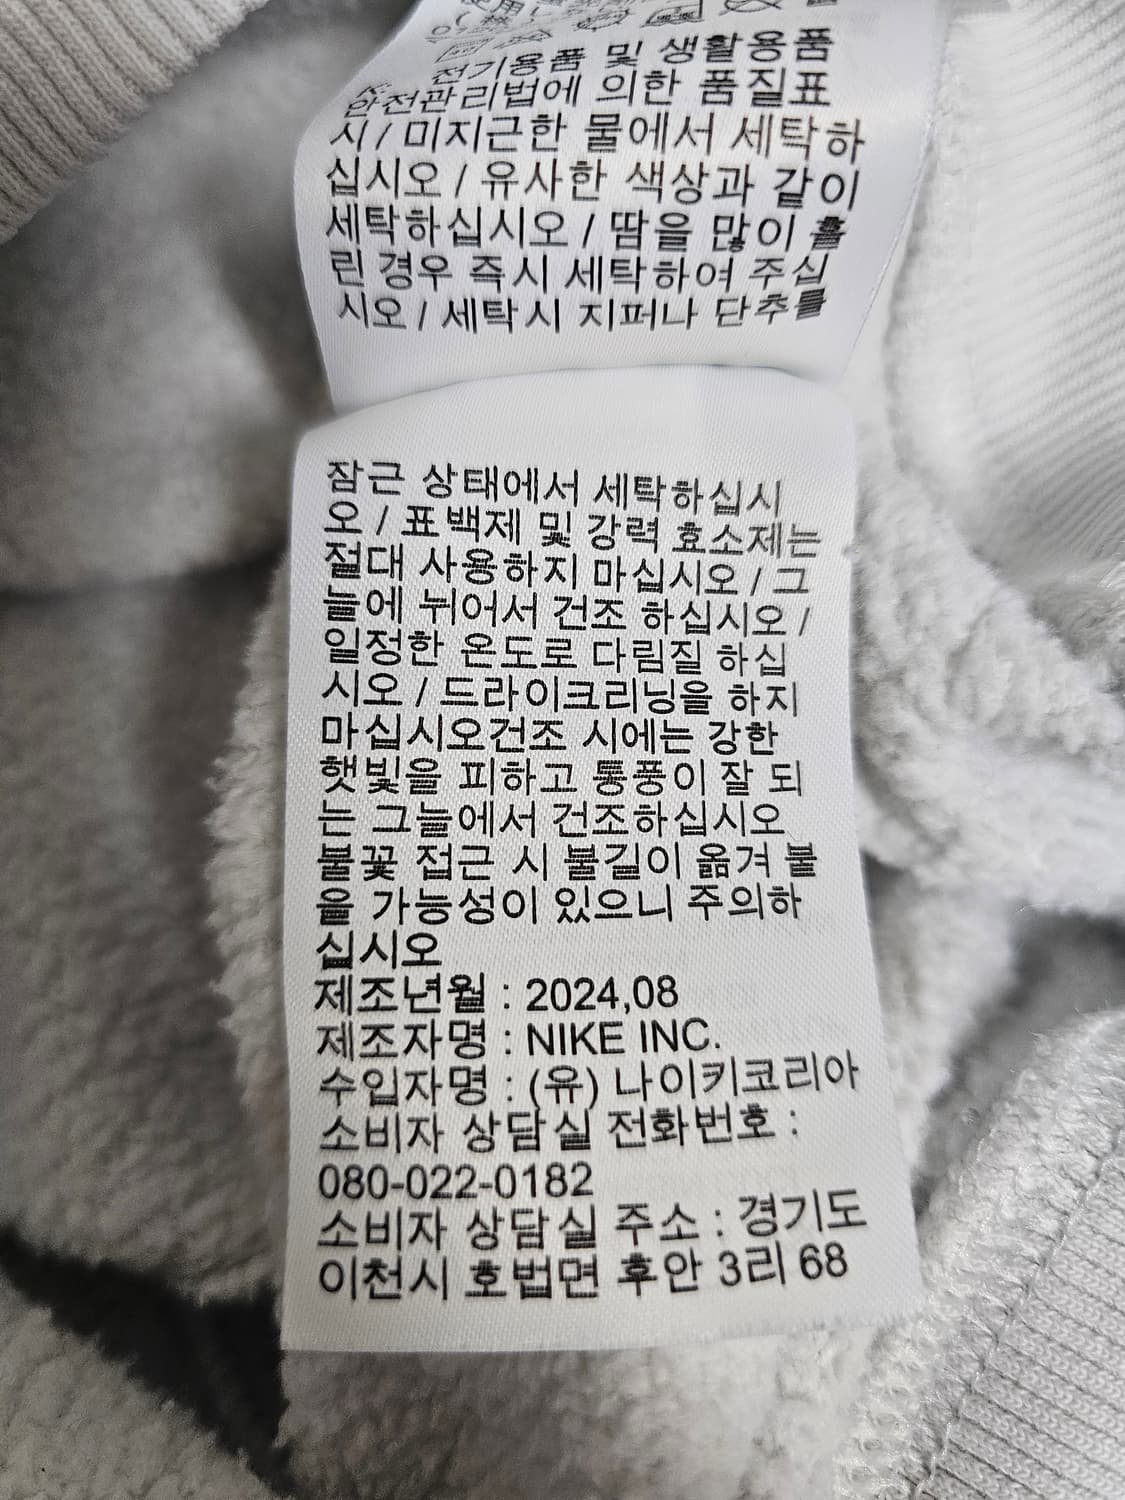 전기용품 및 생활용품
안전관리법에 의한 품질표
시 / 미지근한 물에서 세탁하
십시오 / 유사한 색상과 같이
세탁하십시오 / 땀을 많이 흘
린 경우 즉시 세탁하여 주십
시오 / 세탁시 지퍼나 단추를
잠근 상태에서 세탁하십시
오 / 표백제 및 강력 효소제는
절대 사용하지 마십시오 / 그
늘에 뉘어서 건조 하십시오 /
일정한 온도로 다림질 하십
시오 / 드라이크리닝을 하지
마십시오건조 시에는 강한
햇빛을 피하고 통풍이 잘 되
는 그늘에서 건조하십시오
불꽃 접근 시 불길이 옮겨 붙
을 가능성이 있으니 주의하
십시오
제조년월 : 2024,08
제조자명 : NIKE INC.
수입자명 : (유) 나이키코리아
소비자 상담실 전화번호 :
080-022-0182
소비자 상담실 주소 : 경기도
이천시 호법면 후안 3리 68